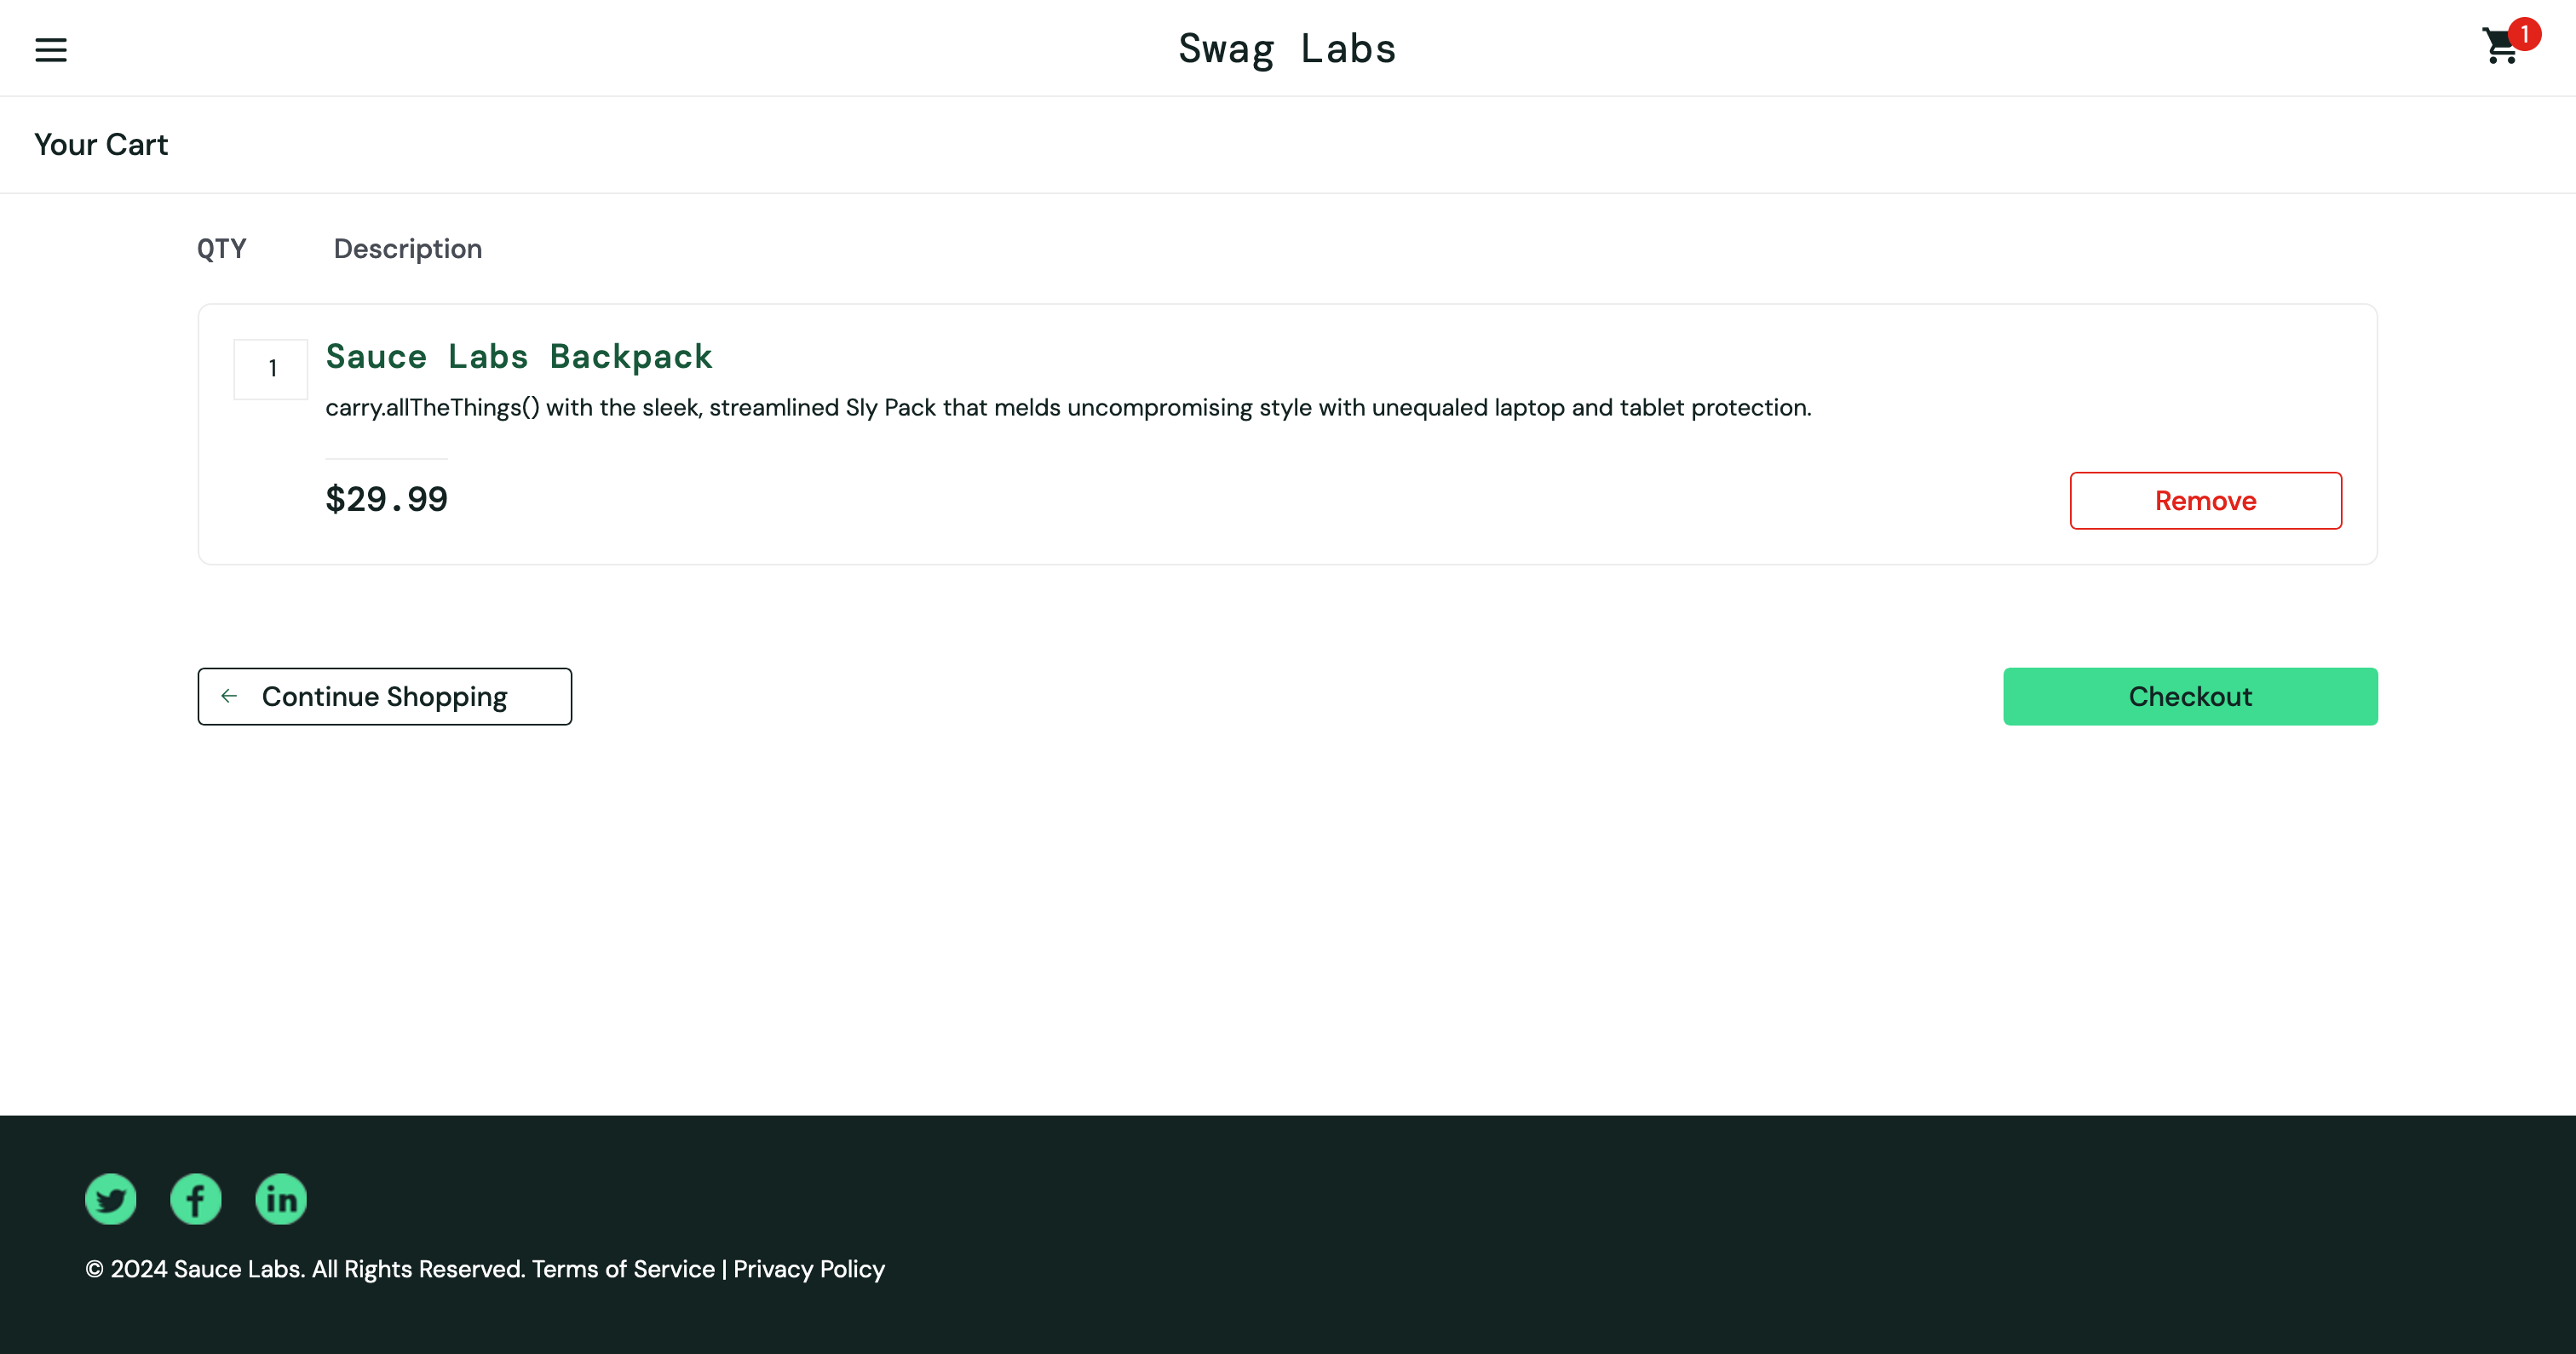 Swag Labs
1
Your Cart
QTY Description
1
Sauce Labs Backpack
carry.allTheThings() with the sleek, streamlined Sly Pack that melds uncompromising style with unequaled laptop and tablet protection.
$29.99
Remove
Continue Shopping
Checkout
© 2024 Sauce Labs. All Rights Reserved. Terms of Service | Privacy Policy